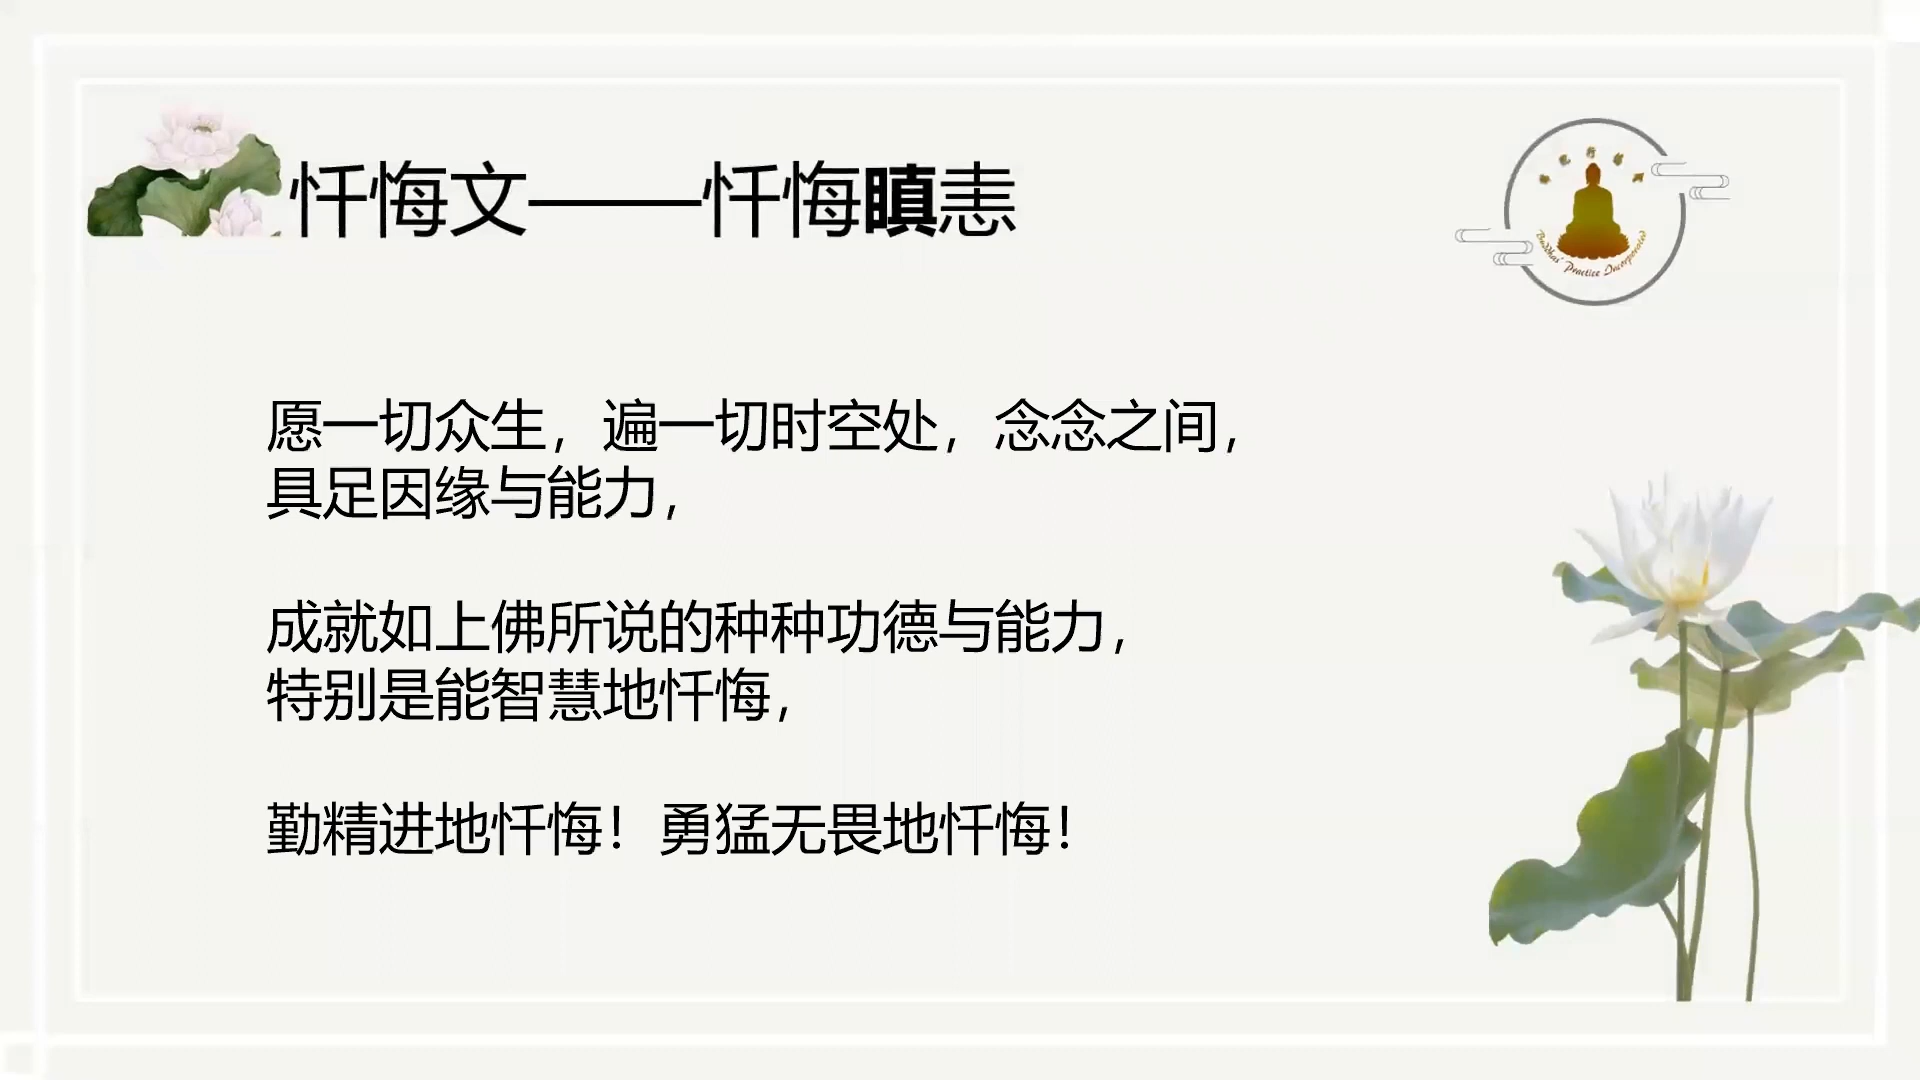 忏悔文——忏悔瞋恚
Buddhas' Practice Incorporated
愿一切众生，遍一切时空处，念念之间，
具足因缘与能力，
成就如上佛所说的种种功德与能力，
特别是能智慧地忏悔，
勤精进地忏悔！勇猛无畏地忏悔！